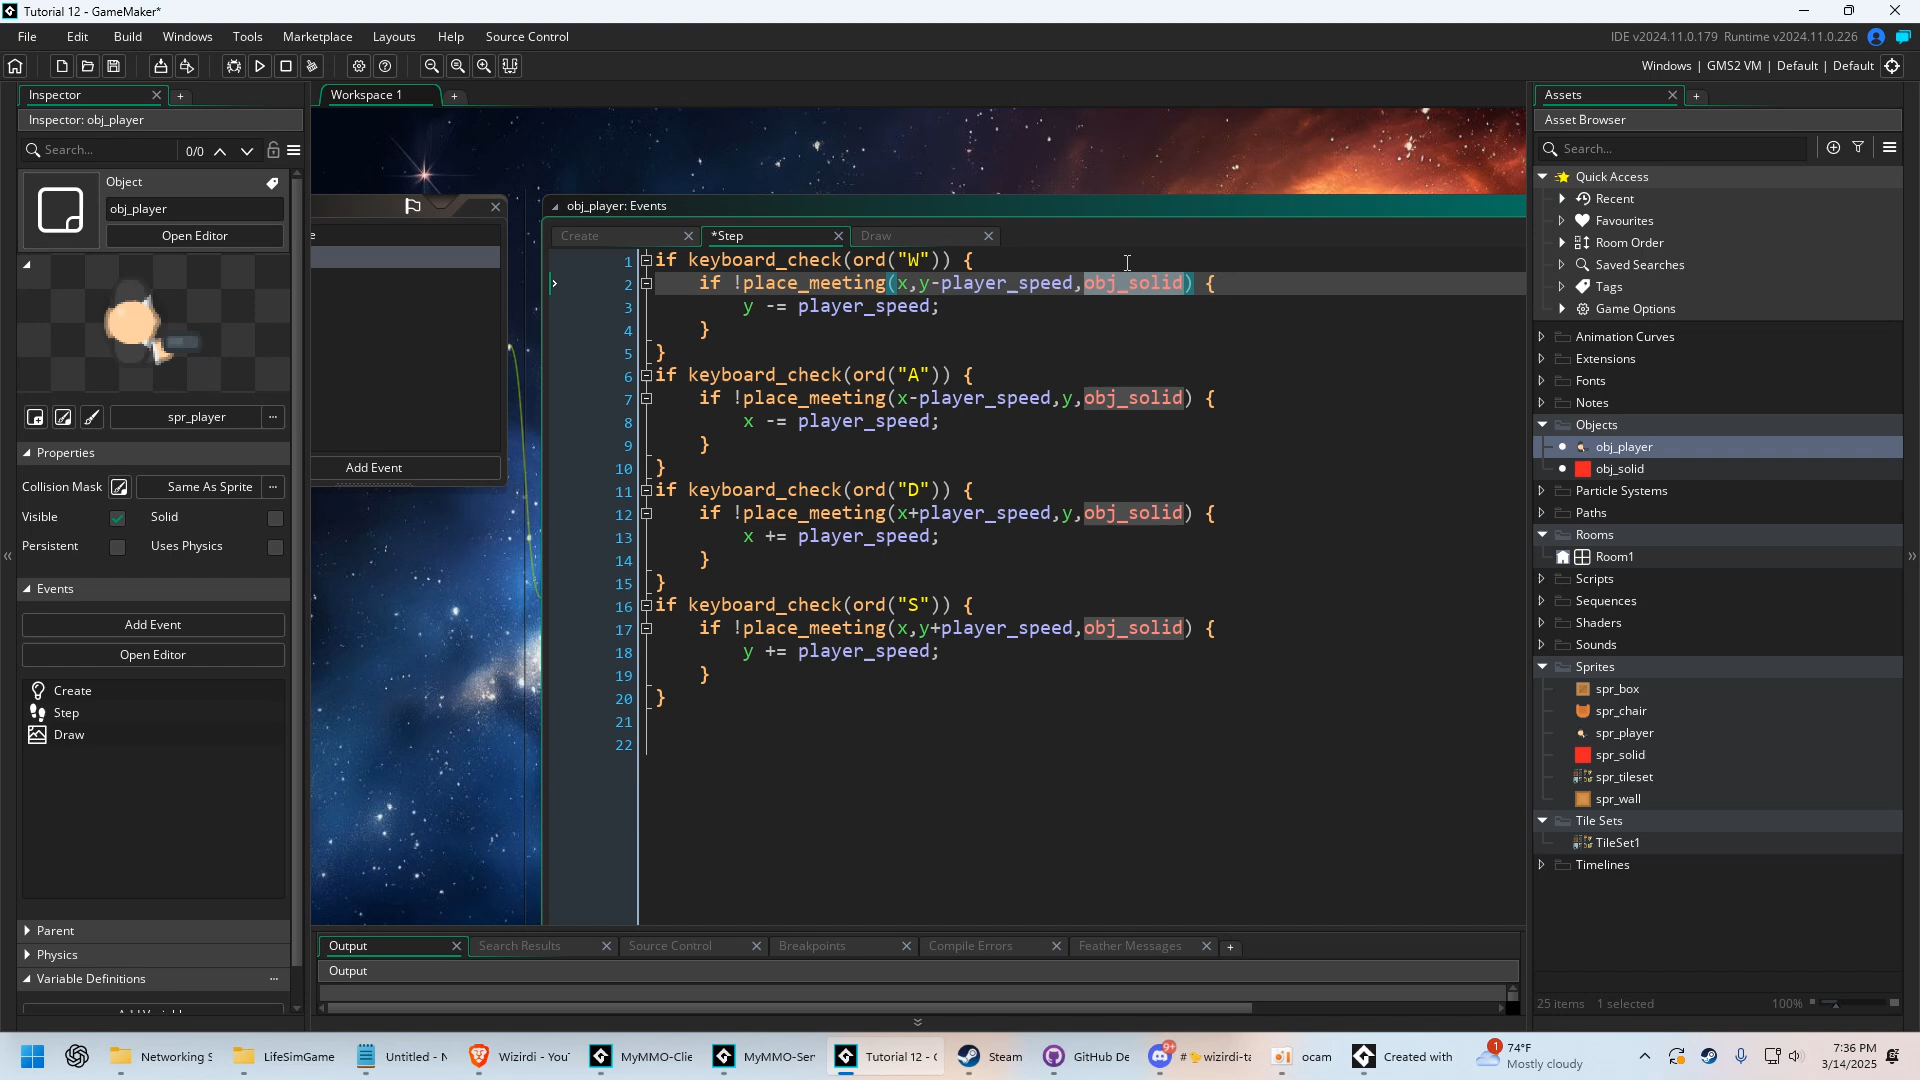 Tutorial 12 - GameMaker*
File Edit Build Windows Tools Marketplace Layouts Help Source Control
IDE v2024.11.0.179 Runtime v2024.11.0.226
Windows | GMS2 VM | Default | Default
Inspector
Inspector: obj_player
Search... 0/0
Object
obj_player
Open Editor
spr_player
Properties
Collision Mask Same As Sprite
Visible Solid
Persistent Uses Physics
Events
Add Event
Open Editor
Create
Step
Draw
Parent
Physics
Variable Definitions
Workspace 1
e
Add Event
obj_player: Events
Create *Step Draw
1 if keyboard_check(ord("W")) {
2 if !place_meeting(x,y-player_speed,obj_solid) {
3 y -= player_speed;
4 }
5 }
6 if keyboard_check(ord("A")) {
7 if !place_meeting(x-player_speed,y,obj_solid) {
8 x -= player_speed;
9 }
10 }
11 if keyboard_check(ord("D")) {
12 if !place_meeting(x+player_speed,y,obj_solid) {
13 x += player_speed;
14 }
15 }
16 if keyboard_check(ord("S")) {
17 if !place_meeting(x,y+player_speed,obj_solid) {
18 y += player_speed;
19 }
20 }
21
22
Output Search Results Source Control Breakpoints Compile Errors Feather Messages
Output
Assets
Asset Browser
Search...
Quick Access
Recent
Favourites
Room Order
Saved Searches
Tags
Game Options
Animation Curves
Extensions
Fonts
Notes
Objects
obj_player
obj_solid
Particle Systems
Paths
Rooms
Room1
Scripts
Sequences
Shaders
Sounds
Sprites
spr_box
spr_chair
spr_player
spr_solid
spr_tileset
spr_wall
Tile Sets
TileSet1
Timelines
25 items 1 selected 100%
Networking S LifeSimGame Untitled - N Wizirdi - You MyMMO-Clie MyMMO-Ser Tutorial 12 - G Steam GitHub De 9+ ocam Created with
1 74°F
Mostly cloudy
7:36 PM
3/14/2025